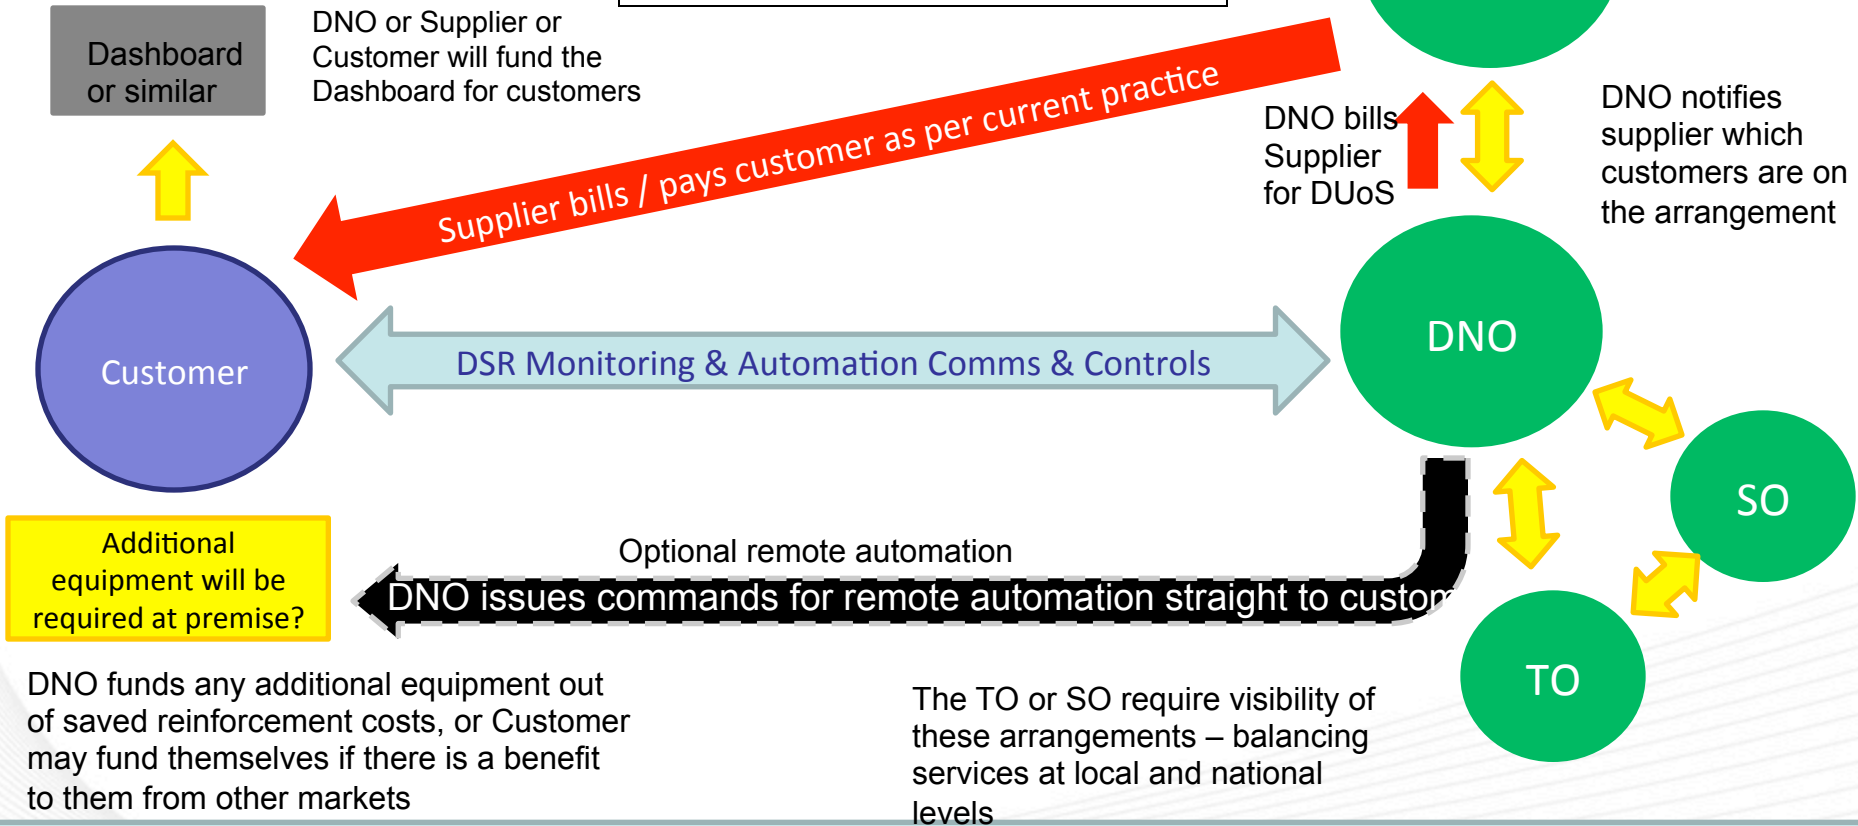 Dashboard
or similar
DNO or Supplier or
Customer will fund the
Dashboard for customers
Supplier bills / pays customer as per current practice
DNO bills
Supplier
for DUoS
DNO notifies
supplier which
customers are on
the arrangement
Customer
DSR Monitoring & Automation Comms & Controls
DNO
SO
Additional
equipment will be
required at premise?
Optional remote automation
DNO issues commands for remote automation straight to custom
TO
DNO funds any additional equipment out
of saved reinforcement costs, or Customer
may fund themselves if there is a benefit
to them from other markets
The TO or SO require visibility of
these arrangements – balancing
services at local and national
levels